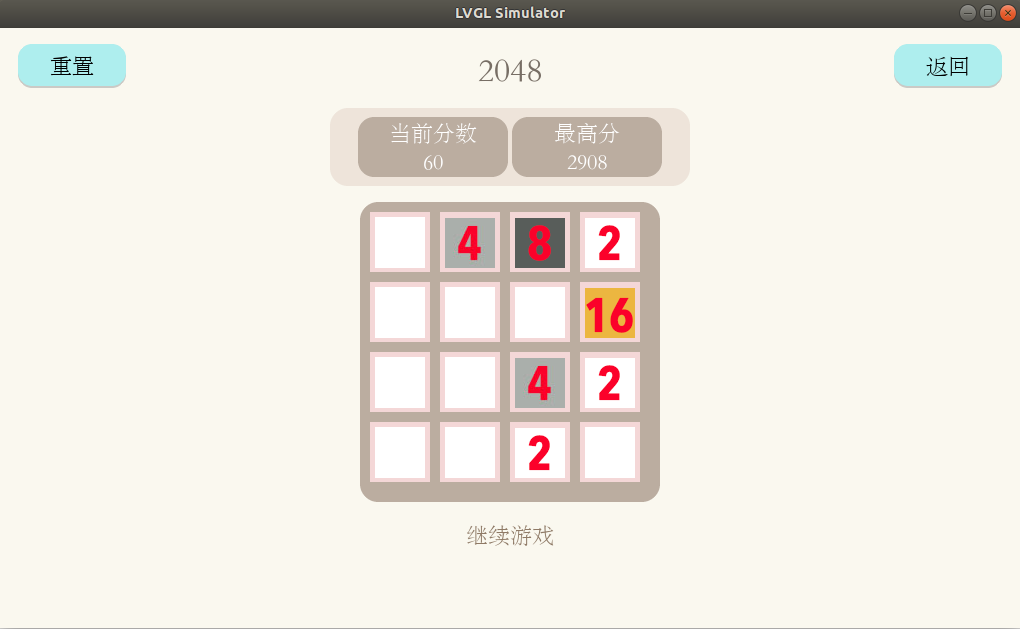 LVGL Simulator
重置
2048
返回
当前分数
60
最高分
2908
4 8 2
16
4 2
2
继续游戏